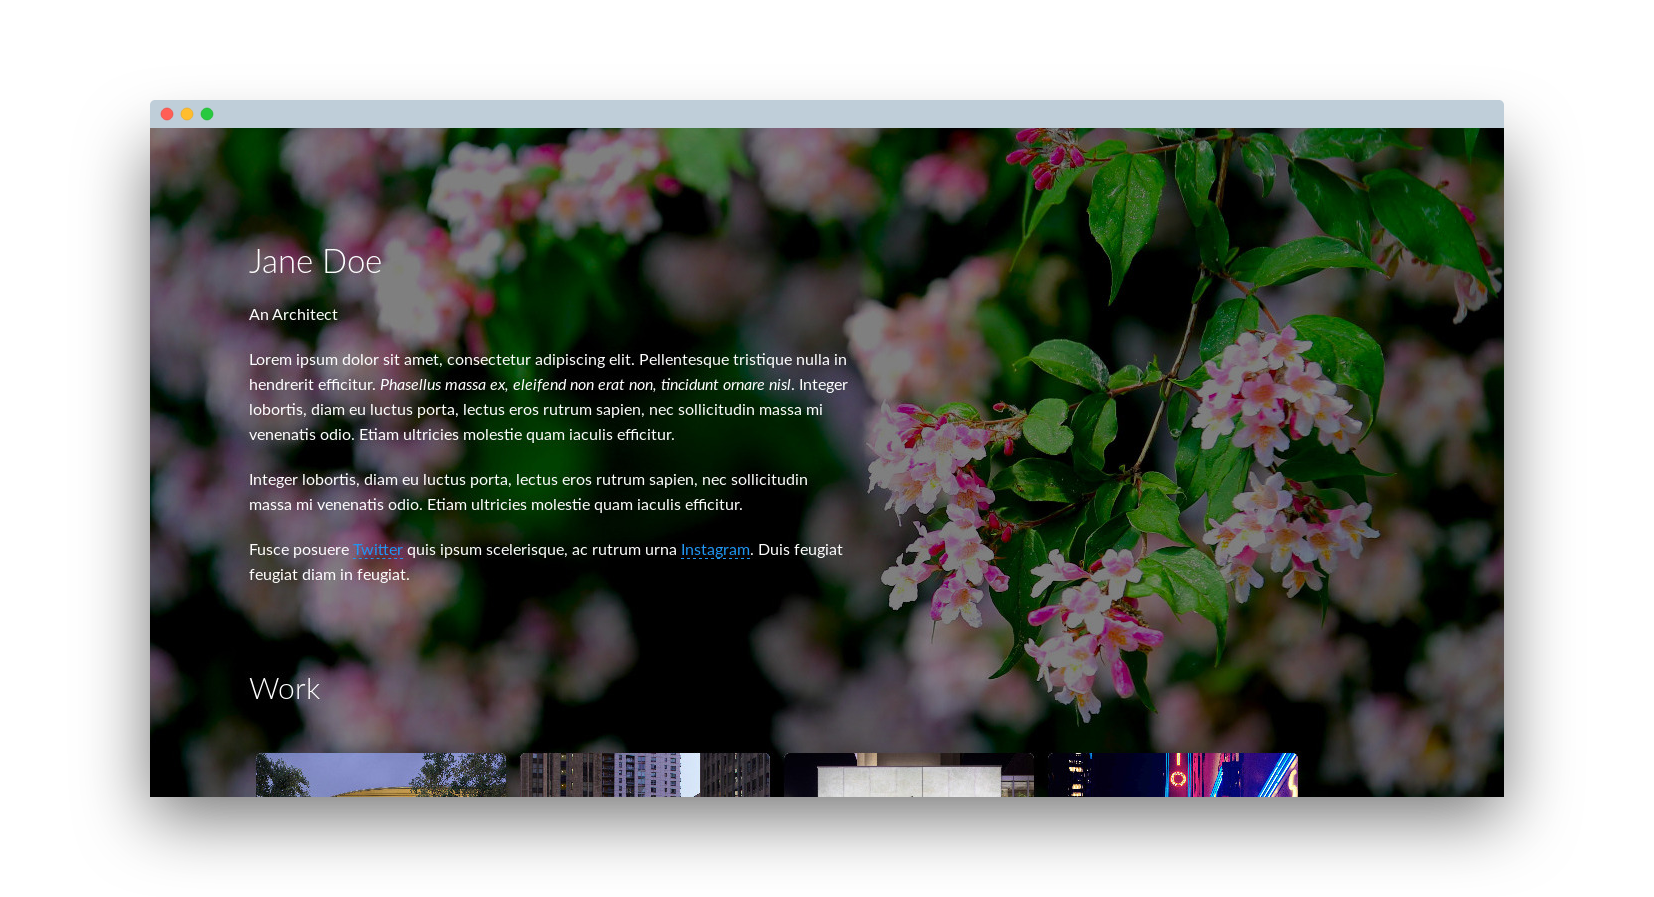 Jane Doe
An Architect
Lorem ipsum dolor sit amet, consectetur adipiscing elit. Pellentesque tristique nulla in
hendrerit efficitur. Phasellus massa ex, eleifend non erat non, tincidunt ornare nisl. Integer
lobortis, diam eu luctus porta, lectus eros rutrum sapien, nec sollicitudin massa mi
venenatis odio. Etiam ultricies molestie quam iaculis efficitur.
Integer lobortis, diam eu luctus porta, lectus eros rutrum sapien, nec sollicitudin
massa mi venenatis odio. Etiam ultricies molestie quam iaculis efficitur.
Fusce posuere Twitter quis ipsum scelerisque, ac rutrum urna Instagram. Duis feugiat
feugiat diam in feugiat.
Work